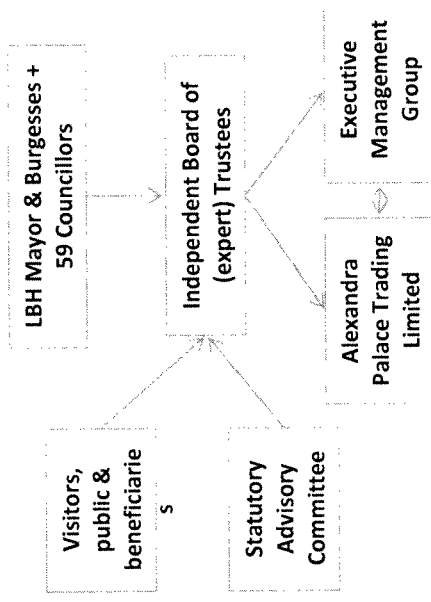 LBH Mayor & Burgesses +
59 Councillors
Visitors,
public &
beneficiarie
s
Independent Board of
(expert) Trustees
Statutory
Advisory
Committee
Alexandra
Palace Trading
Limited
Executive
Management
Group